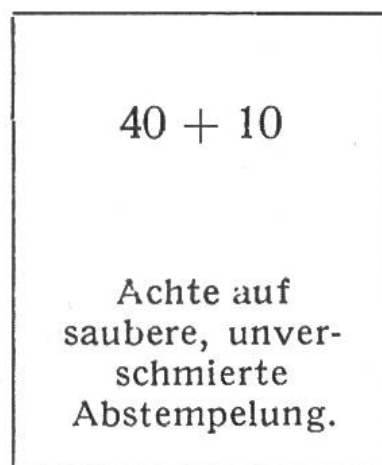 40 + 10
Achte auf
saubere, unver-
schmierte
Abstempelung.